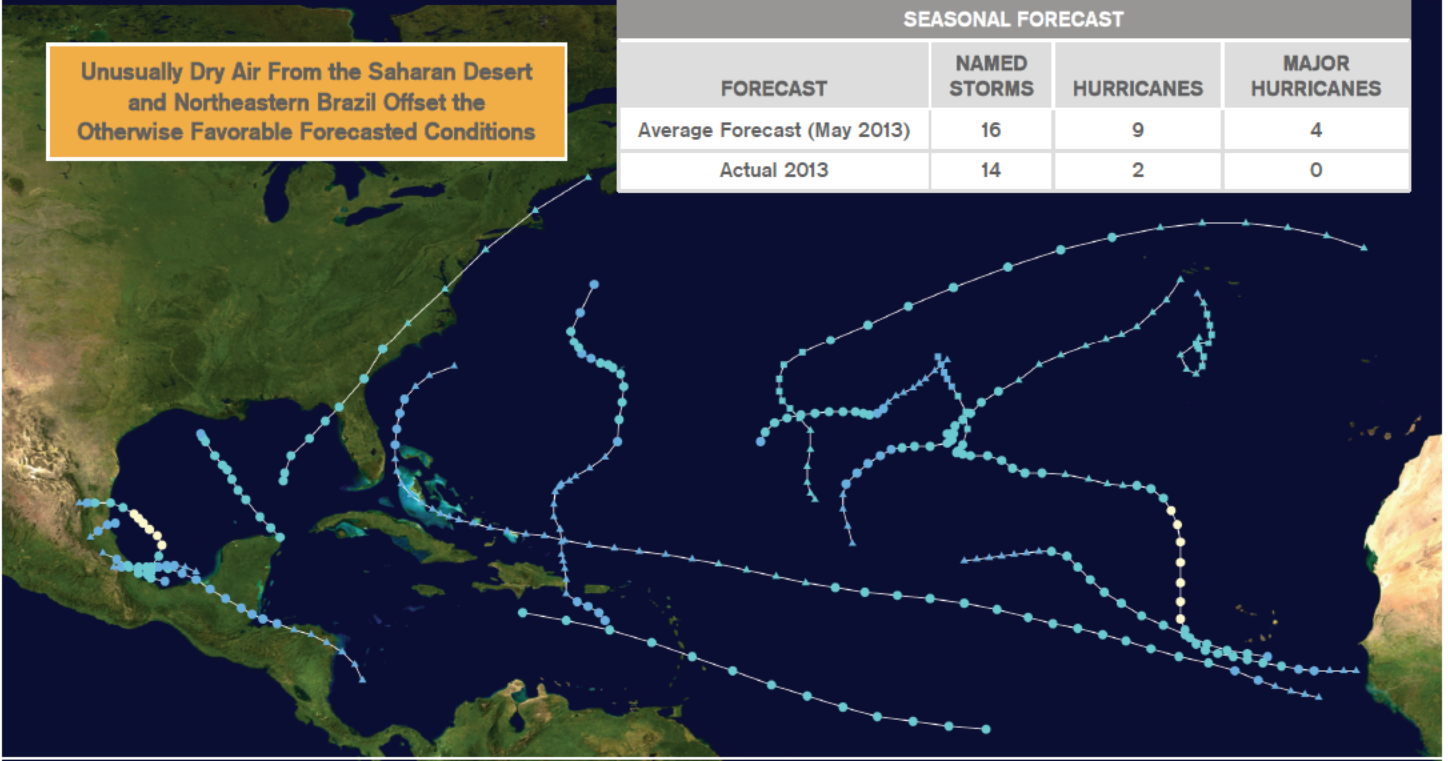 Unusually Dry Air From the Saharan Desert
and Northeastern Brazil Offset the
Otherwise Favorable Forecasted Conditions
SEASONAL FORECAST
FORECAST NAMED STORMS HURRICANES MAJOR HURRICANES
Average Forecast (May 2013) 16 9 4
Actual 2013 14 2 0